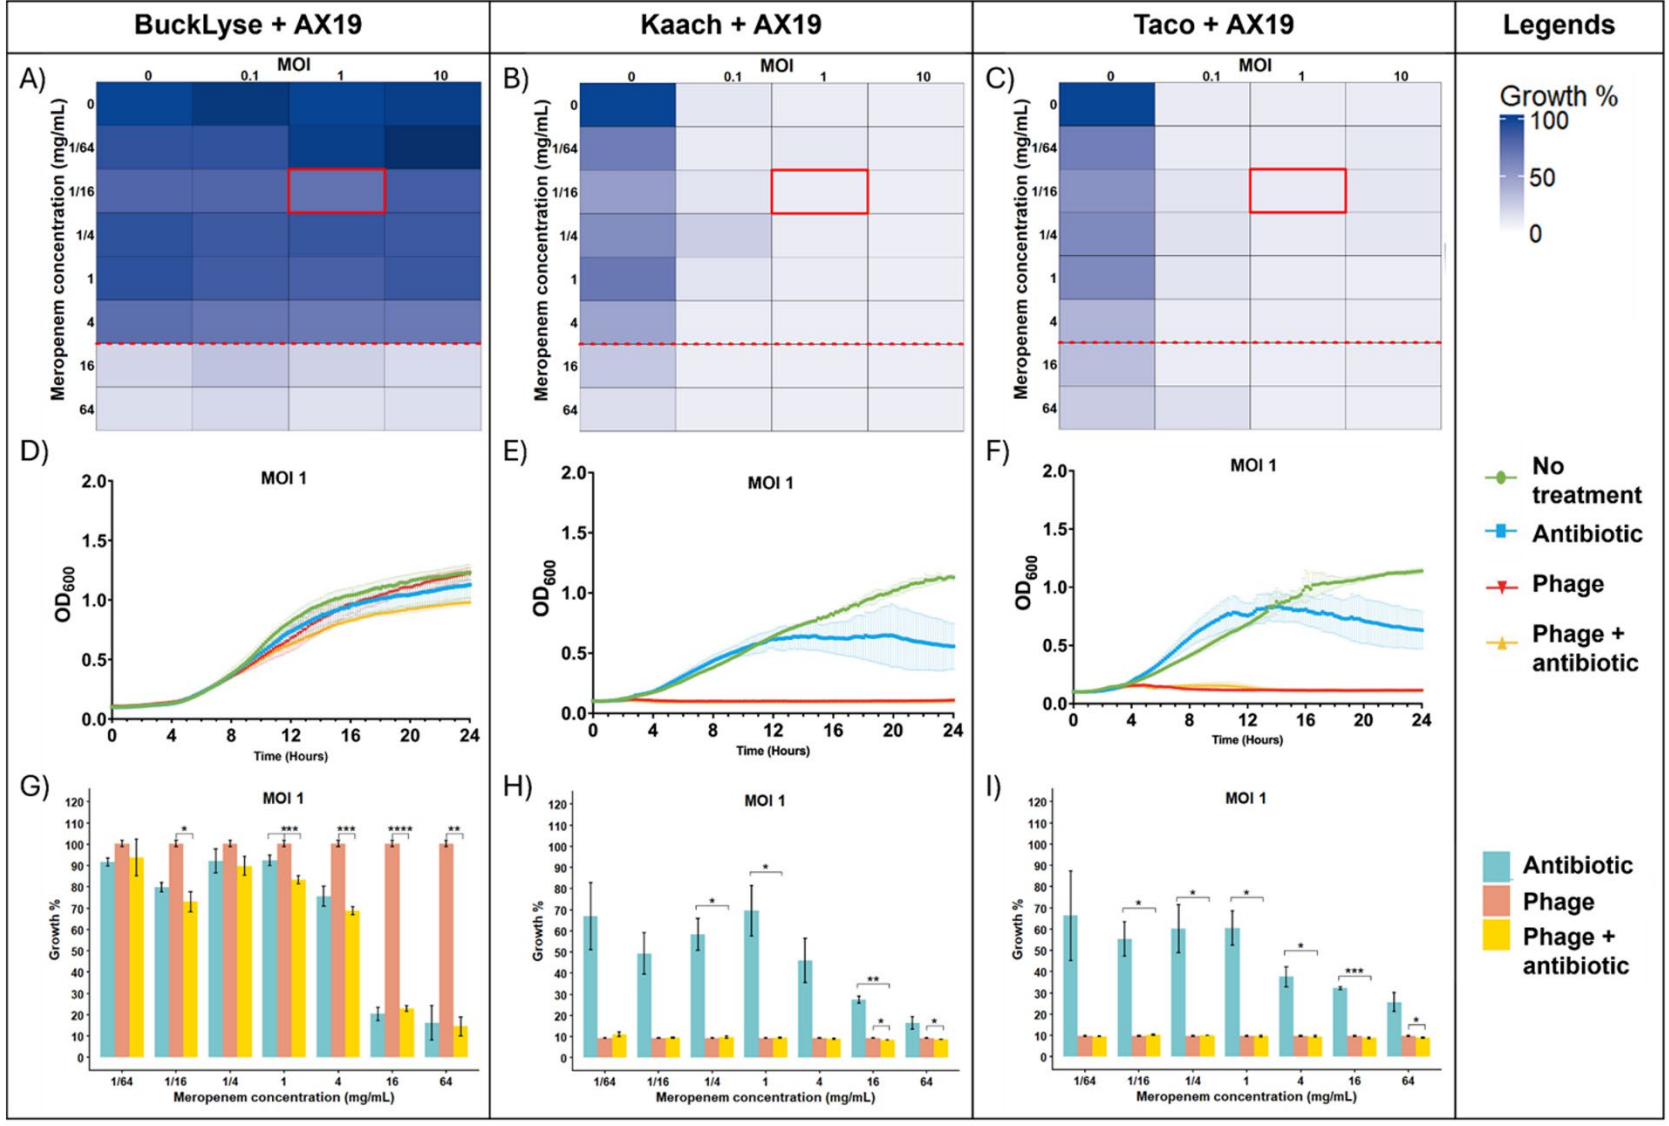 BuckLyse + AX19
Kaach + AX19
Taco + AX19
Legends
A)
MOI
0 0.1 1 10
Meropenem concentration (mg/mL)
0
1/64
1/16
1/4
1
4
16
64
B)
MOI
0 0.1 1 10
Meropenem concentration (mg/mL)
0
1/64
1/16
1/4
1
4
16
64
C)
MOI
0 0.1 1 10
Meropenem concentration (mg/mL)
0
1/64
1/16
1/4
1
4
16
64
Growth %
100
50
0
D)
MOI 1
OD600
2.0
1.5
1.0
0.5
0.0
0 4 8 12 16 20 24
Time (Hours)
E)
MOI 1
OD600
2.0
1.5
1.0
0.5
0.0
0 4 8 12 16 20 24
Time (Hours)
F)
MOI 1
OD600
2.0
1.5
1.0
0.5
0.0
0 4 8 12 16 20 24
Time (Hours)
No
treatment
Antibiotic
Phage
Phage +
antibiotic
G)
MOI 1
Growth %
120
110
100
90
80
70
60
50
40
30
20
10
0
* *** *** **** **
1/64 1/16 1/4 1 4 16 64
Meropenem concentration (mg/mL)
H)
MOI 1
Growth %
120
110
100
90
80
70
60
50
40
30
20
10
0
*
*
**
* *
1/64 1/16 1/4 1 4 16 64
Meropenem concentration (mg/mL)
I)
MOI 1
Growth %
120
110
100
90
80
70
60
50
40
30
20
10
0
* * *
*
***
*
1/64 1/16 1/4 1 4 16 64
Meropenem concentration (mg/mL)
Antibiotic
Phage
Phage +
antibiotic